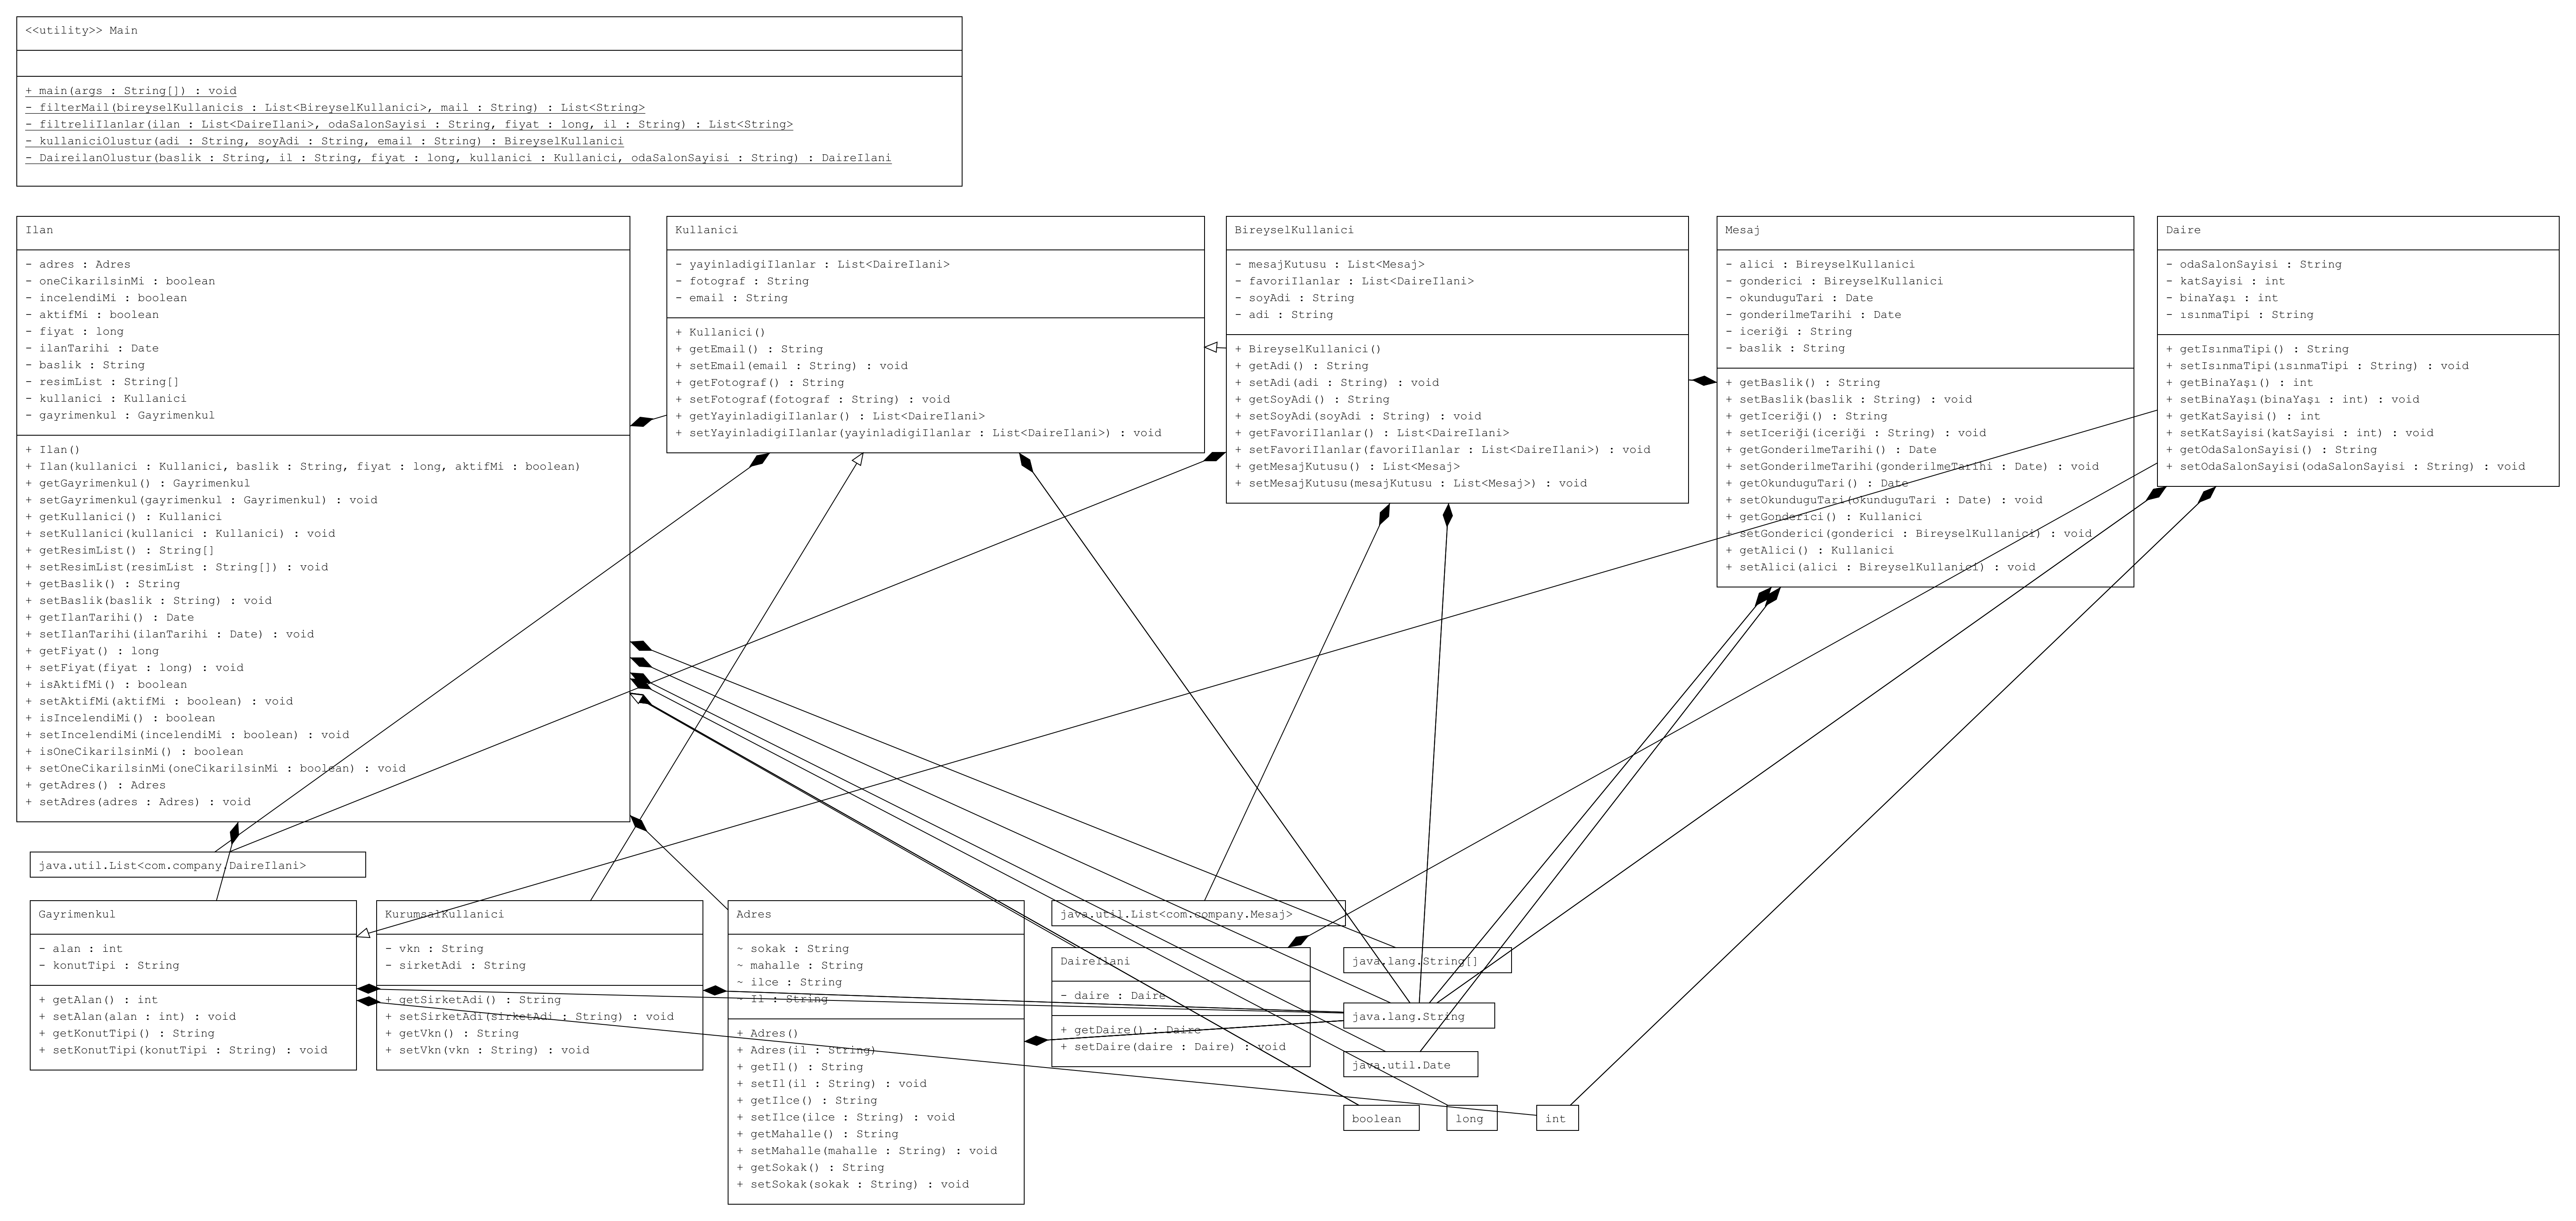 <<utility>> Main
+ main(args : String[]) : void
- filterMail(bireyselKullanicis : List<BireyselKullanici>, mail : String) : List<String>
- filtreliIlanlar(ilan : List<DaireIlani>, odaSalonSayisi : String, fiyat : long, il : String) : List<String>
- kullaniciOlustur(adi : String, soyAdi : String, email : String) : BireyselKullanici
- DaireilanOlustur(baslik : String, il : String, fiyat : long, kullanici : Kullanici, odaSalonSayisi : String) : DaireIlani
Ilan
- adres : Adres
- oneCikarilsinMi : boolean
- incelendiMi : boolean
- aktifMi : boolean
- fiyat : long
- ilanTarihi : Date
- baslik : String
- resimList : String[]
- kullanici : Kullanici
- gayrimenkul : Gayrimenkul
+ Ilan()
+ Ilan(kullanici : Kullanici, baslik : String, fiyat : long, aktifMi : boolean)
+ getGayrimenkul() : Gayrimenkul
+ setGayrimenkul(gayrimenkul : Gayrimenkul) : void
+ getKullanici() : Kullanici
+ setKullanici(kullanici : Kullanici) : void
+ getResimList() : String[]
+ setResimList(resimList : String[]) : void
+ getBaslik() : String
+ setBaslik(baslik : String) : void
+ getIlanTarihi() : Date
+ setIlanTarihi(ilanTarihi : Date) : void
+ getFiyat() : long
+ setFiyat(fiyat : long) : void
+ isAktifMi() : boolean
+ setAktifMi(aktifMi : boolean) : void
+ isIncelendiMi() : boolean
+ setIncelendiMi(incelendiMi : boolean) : void
+ isOneCikarilsinMi() : boolean
+ setOneCikarilsinMi(oneCikarilsinMi : boolean) : void
+ getAdres() : Adres
+ setAdres(adres : Adres) : void
Kullanici
- yayinladigiIlanlar : List<DaireIlani>
- fotograf : String
- email : String
+ Kullanici()
+ getEmail() : String
+ setEmail(email : String) : void
+ getFotograf() : String
+ setFotograf(fotograf : String) : void
+ getYayinladigiIlanlar() : List<DaireIlani>
+ setYayinladigiIlanlar(yayinladigiIlanlar : List<DaireIlani>) : void
BireyselKullanici
- mesajKutusu : List<Mesaj>
- favoriIlanlar : List<DaireIlani>
- soyAdi : String
- adi : String
+ BireyselKullanici()
+ getAdi() : String
+ setAdi(adi : String) : void
+ getSoyAdi() : String
+ setSoyAdi(soyAdi : String) : void
+ getFavoriIlanlar() : List<DaireIlani>
+ setFavoriIlanlar(favoriIlanlar : List<DaireIlani>) : void
+ getMesajKutusu() : List<Mesaj>
+ setMesajKutusu(mesajKutusu : List<Mesaj>) : void
Mesaj
- alici : BireyselKullanici
- gonderici : BireyselKullanici
- okunduguTari : Date
- gonderilmeTarihi : Date
- iceriği : String
- baslik : String
+ getBaslik() : String
+ setBaslik(baslik : String) : void
+ getIceriği() : String
+ setIceriği(iceriği : String) : void
+ getGonderilmeTarihi() : Date
+ setGonderilmeTarihi(gonderilmeTarihi : Date) : void
+ getOkunduguTari() : Date
+ setOkunduguTari(okunduguTari : Date) : void
+ getGonderici() : Kullanici
+ setGonderici(gonderici : BireyselKullanici) : void
+ getAlici() : Kullanici
+ setAlici(alici : BireyselKullanici) : void
Daire
- odaSalonSayisi : String
- katSayisi : int
- binaYaşı : int
- ısınmaTipi : String
+ getIsınmaTipi() : String
+ setIsınmaTipi(ısınmaTipi : String) : void
+ getBinaYaşı() : int
+ setBinaYaşı(binaYaşı : int) : void
+ getKatSayisi() : int
+ setKatSayisi(katSayisi : int) : void
+ getOdaSalonSayisi() : String
+ setOdaSalonSayisi(odaSalonSayisi : String) : void
java.util.List<com.company.DaireIlani>
Gayrimenkul
- alan : int
- konutTipi : String
+ getAlan() : int
+ setAlan(alan : int) : void
+ getKonutTipi() : String
+ setKonutTipi(konutTipi : String) : void
KurumsalKullanici
- vkn : String
- sirketAdi : String
+ getSirketAdi() : String
+ setSirketAdi(sirketAdi : String) : void
+ getVkn() : String
+ setVkn(vkn : String) : void
Adres
~ sokak : String
~ mahalle : String
~ ilce : String
~ Il : String
+ Adres()
+ Adres(il : String)
+ getIl() : String
+ setIl(il : String) : void
+ getIlce() : String
+ setIlce(ilce : String) : void
+ getMahalle() : String
+ setMahalle(mahalle : String) : void
+ getSokak() : String
+ setSokak(sokak : String) : void
java.util.List<com.company.Mesaj>
DaireIlani
- daire : Daire
+ getDaire() : Daire
+ setDaire(daire : Daire) : void
java.lang.String[]
java.lang.String
java.util.Date
boolean
long
int